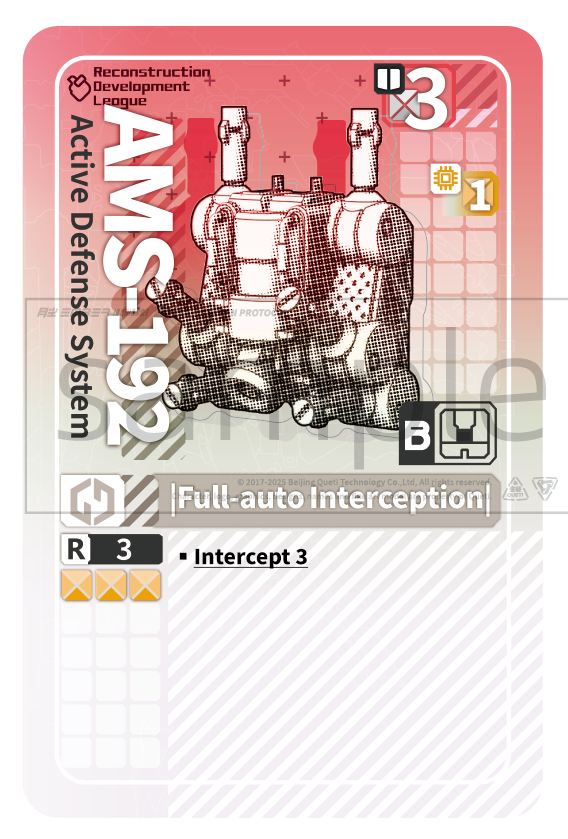 Reconstruction
Development
League
3
AMS-192
Active Defense System
1
sample
B
© 2017-2025 Beijing Queti Technology Co.,Ltd. All rights reserved
|Full-auto Interception|
R 3
▪ Intercept 3